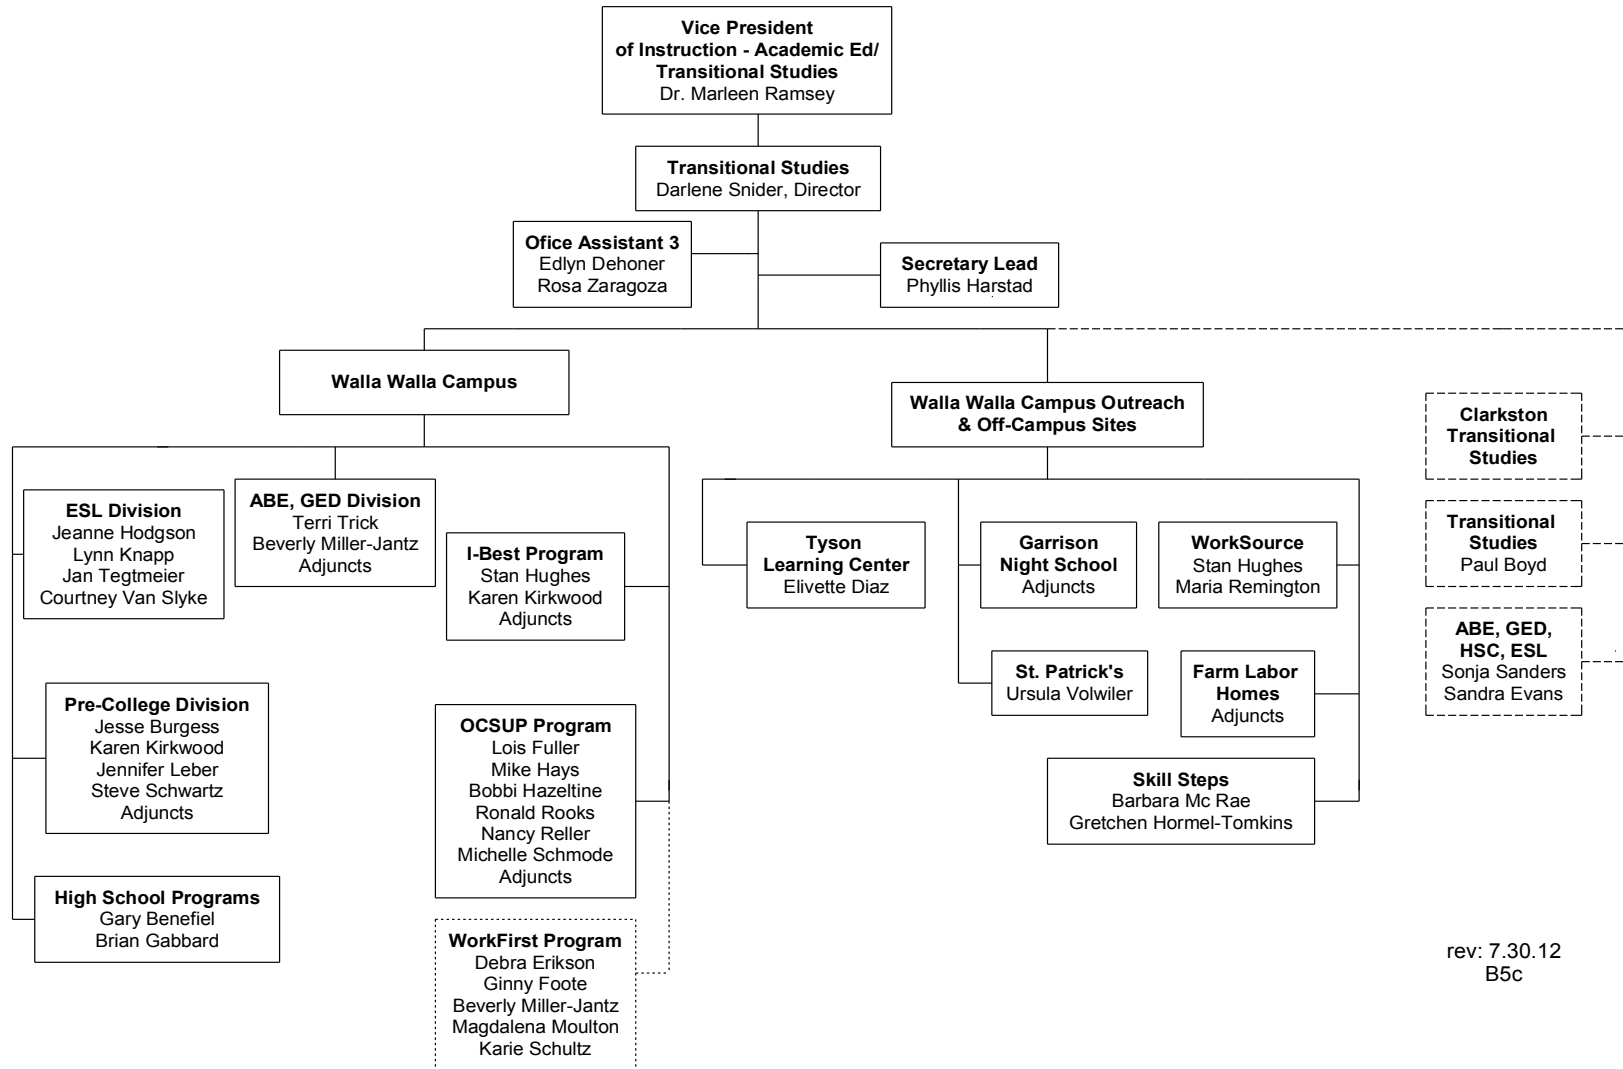 Vice President
of Instruction - Academic Ed/
Transitional Studies
Dr. Marleen Ramsey
Transitional Studies
Darlene Snider, Director
Ofice Assistant 3
Edlyn Dehoner
Rosa Zaragoza
Secretary Lead
Phyllis Harstad
Walla Walla Campus
Walla Walla Campus Outreach
& Off-Campus Sites
Clarkston
Transitional
Studies
ESL Division
Jeanne Hodgson
Lynn Knapp
Jan Tegtmeier
Courtney Van Slyke
ABE, GED Division
Terri Trick
Beverly Miller-Jantz
Adjuncts
I-Best Program
Stan Hughes
Karen Kirkwood
Adjuncts
Tyson
Learning Center
Elivette Diaz
Garrison
Night School
Adjuncts
WorkSource
Stan Hughes
Maria Remington
Transitional
Studies
Paul Boyd
ABE, GED,
HSC, ESL
Sonja Sanders
Sandra Evans
St. Patrick's
Ursula Volwiler
Farm Labor
Homes
Adjuncts
Pre-College Division
Jesse Burgess
Karen Kirkwood
Jennifer Leber
Steve Schwartz
Adjuncts
OCSUP Program
Lois Fuller
Mike Hays
Bobbi Hazeltine
Ronald Rooks
Nancy Reller
Michelle Schmode
Adjuncts
Skill Steps
Barbara Mc Rae
Gretchen Hormel-Tomkins
High School Programs
Gary Benefiel
Brian Gabbard
WorkFirst Program
Debra Erikson
Ginny Foote
Beverly Miller-Jantz
Magdalena Moulton
Karie Schultz
rev: 7.30.12
B5c